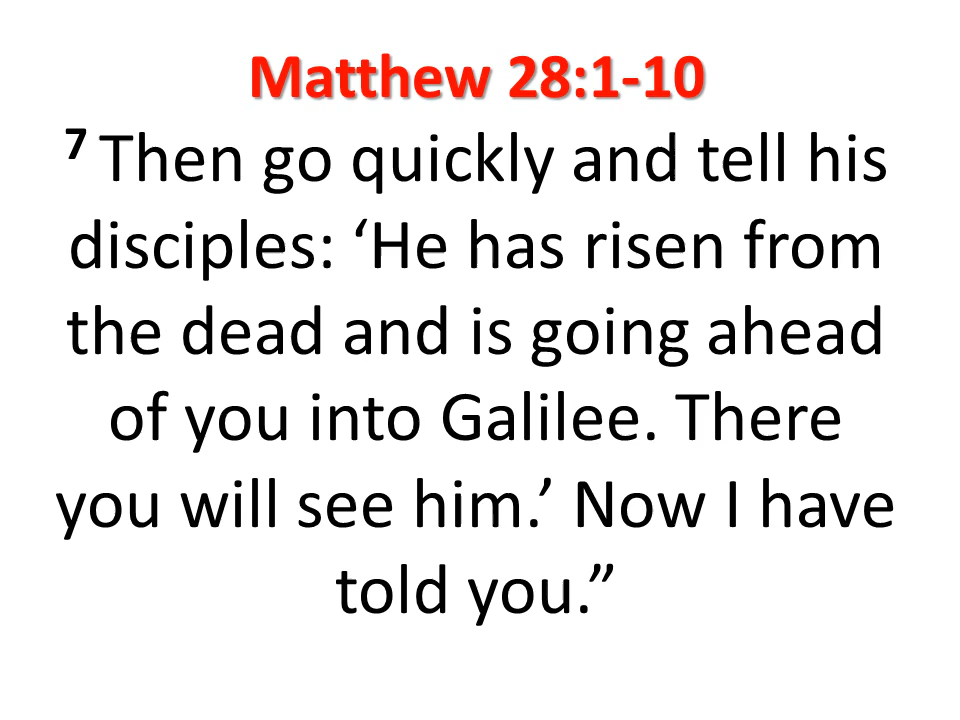 Matthew 28:1-10
7 Then go quickly and tell his
disciples: ‘He has risen from
the dead and is going ahead
of you into Galilee. There
you will see him.’ Now I have
told you.”